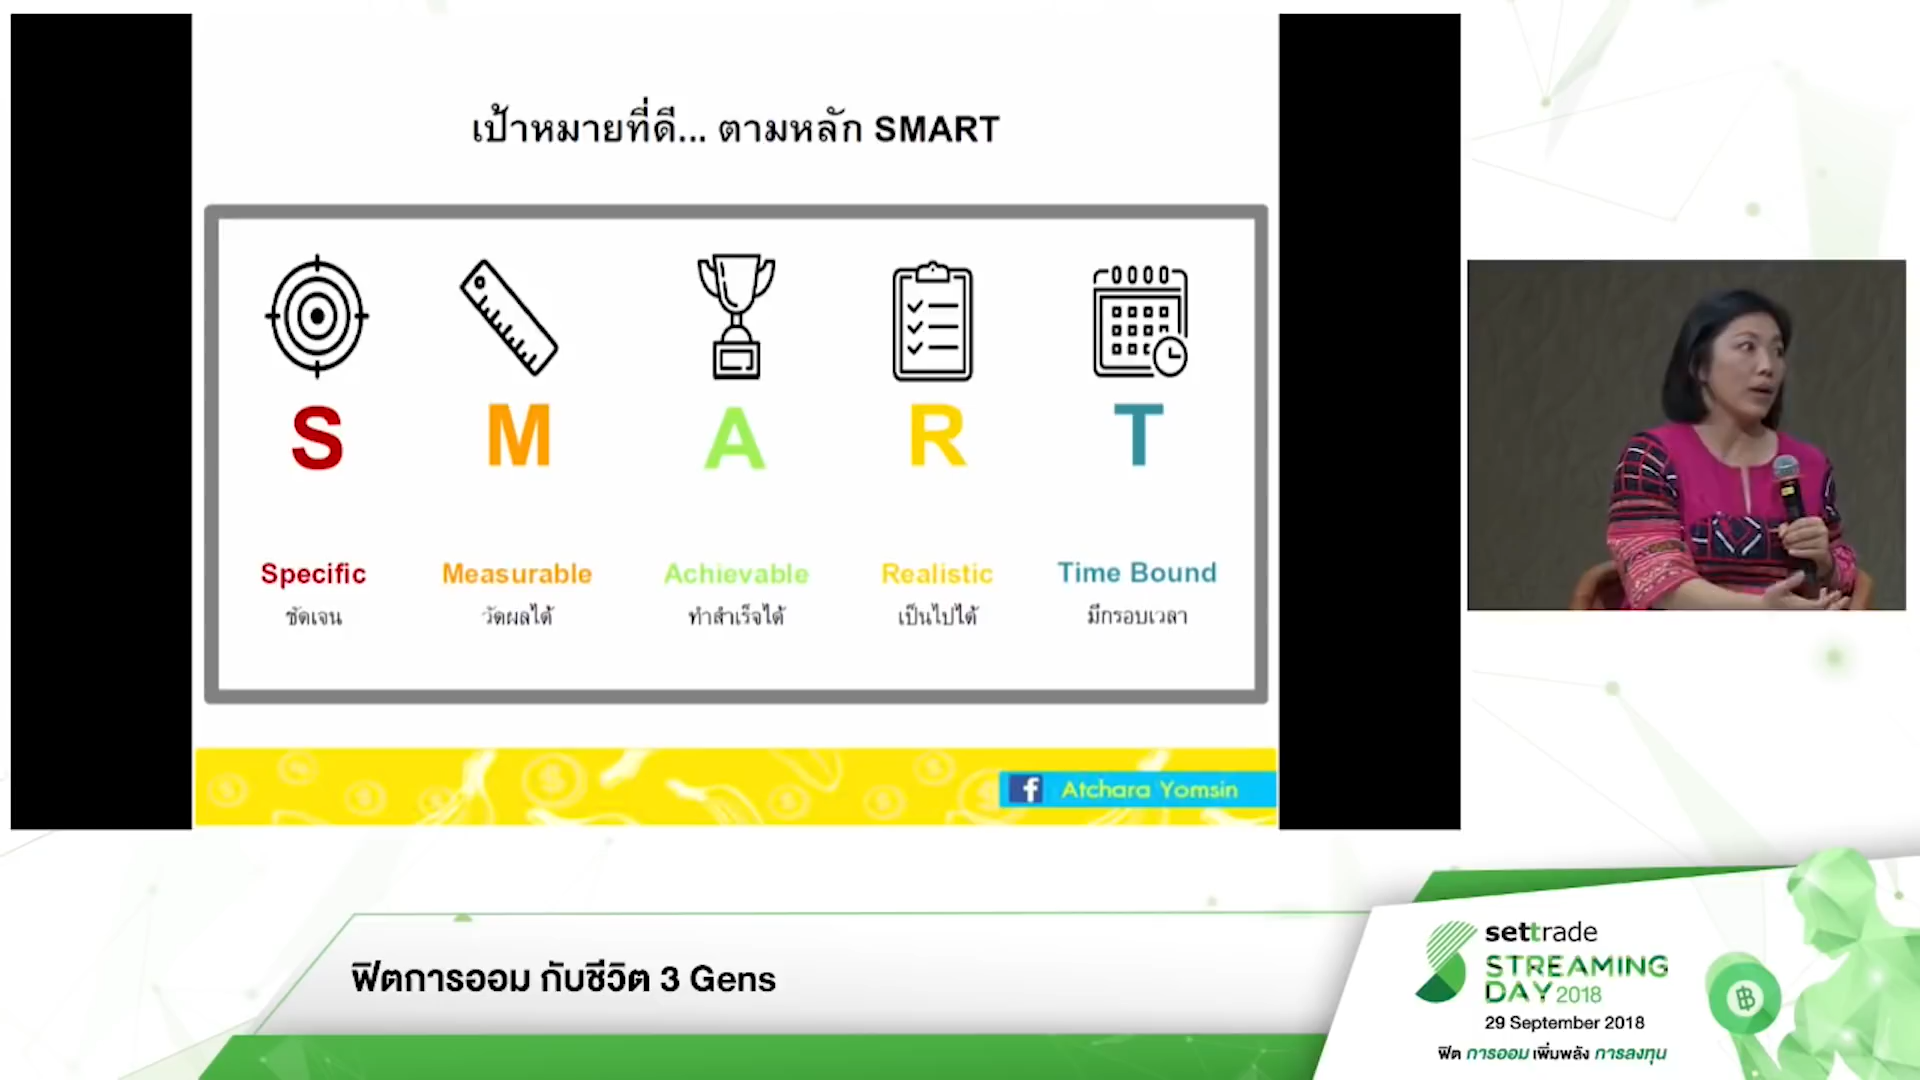 เป้าหมายที่ดี... ตามหลัก SMART
S M A R T
Specific Measurable Achievable Realistic Time Bound
ชัดเจน วัดผลได้ ทำสำเร็จได้ เป็นไปได้ มีกรอบเวลา
f Atchara Yomsin
ฟิตการออม กับชีวิต 3 Gens
settrade
STREAMING
DAY 2018
29 September 2018
ฟิต การออม เพิ่มพลัง การลงทุน